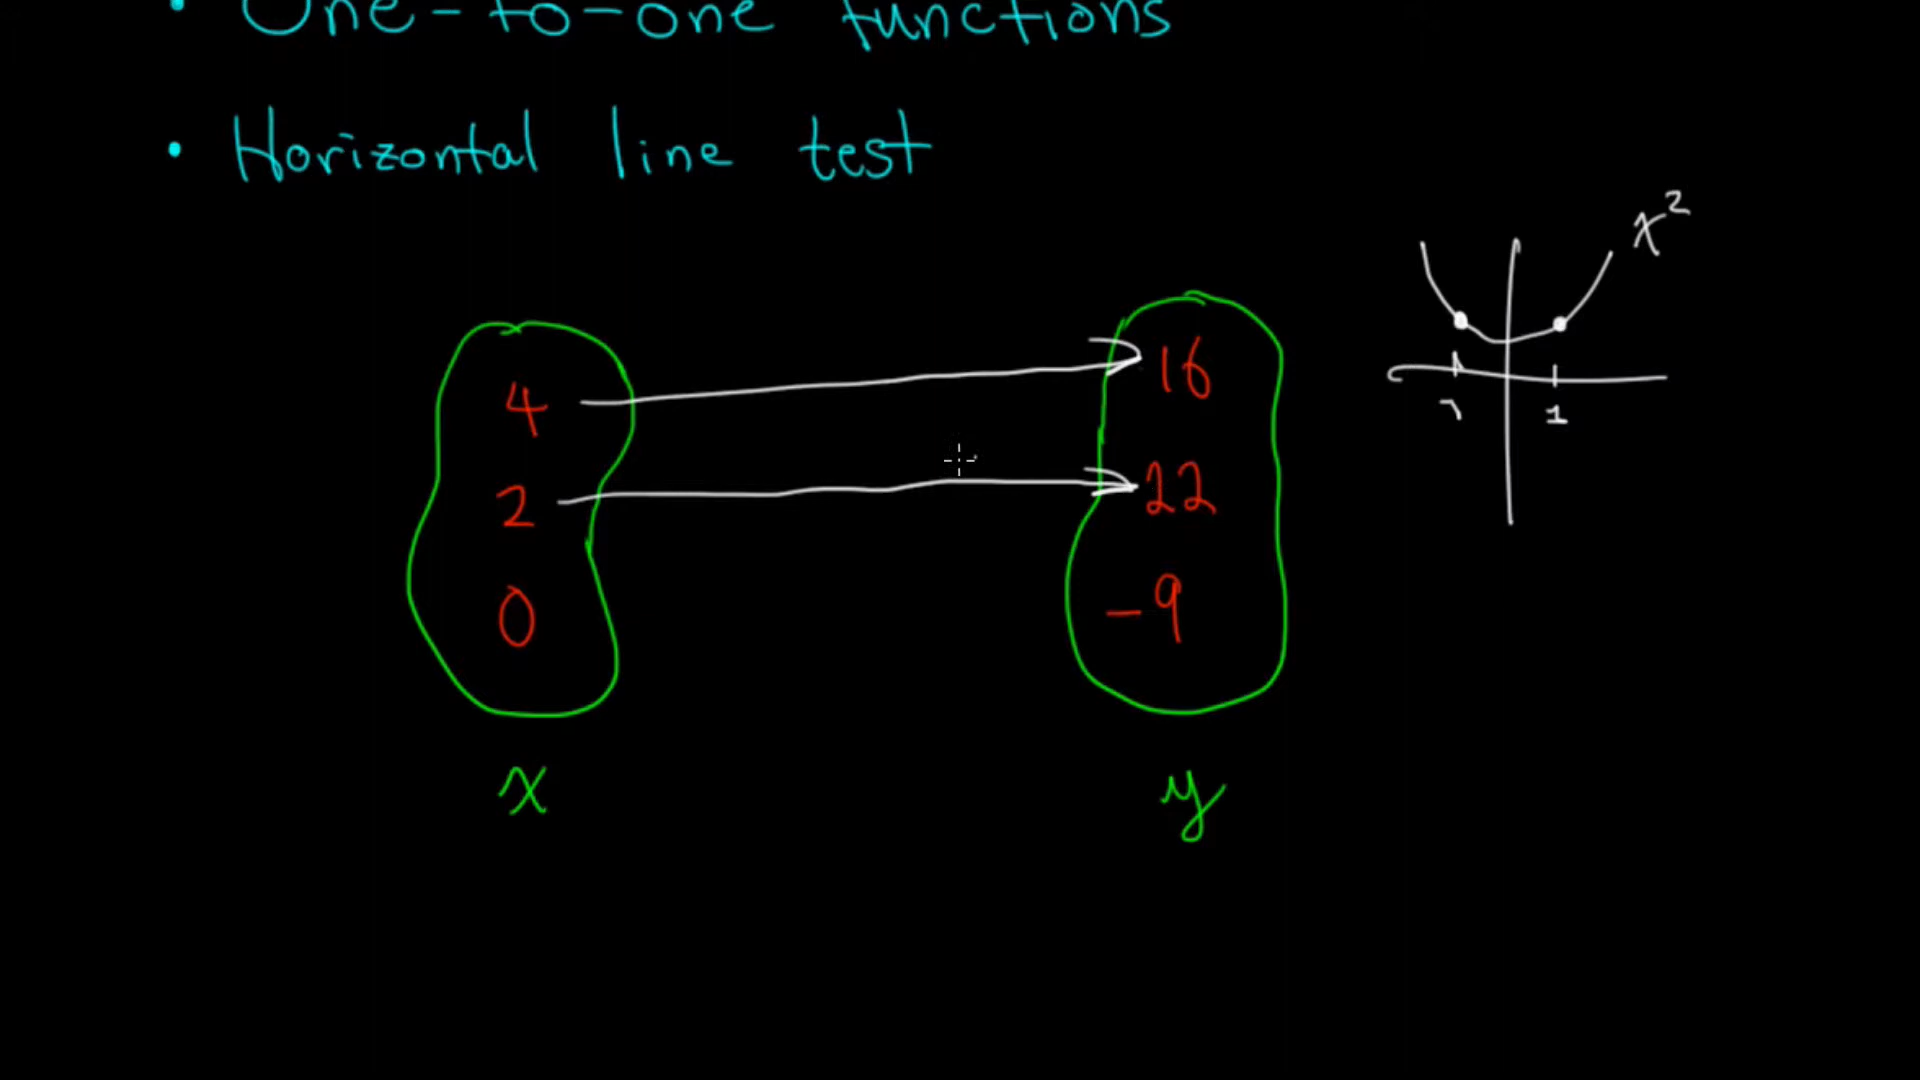 • One-to-one functions
• Horizontal line test
x²
4
16
1
2
22
0
-9
x
y